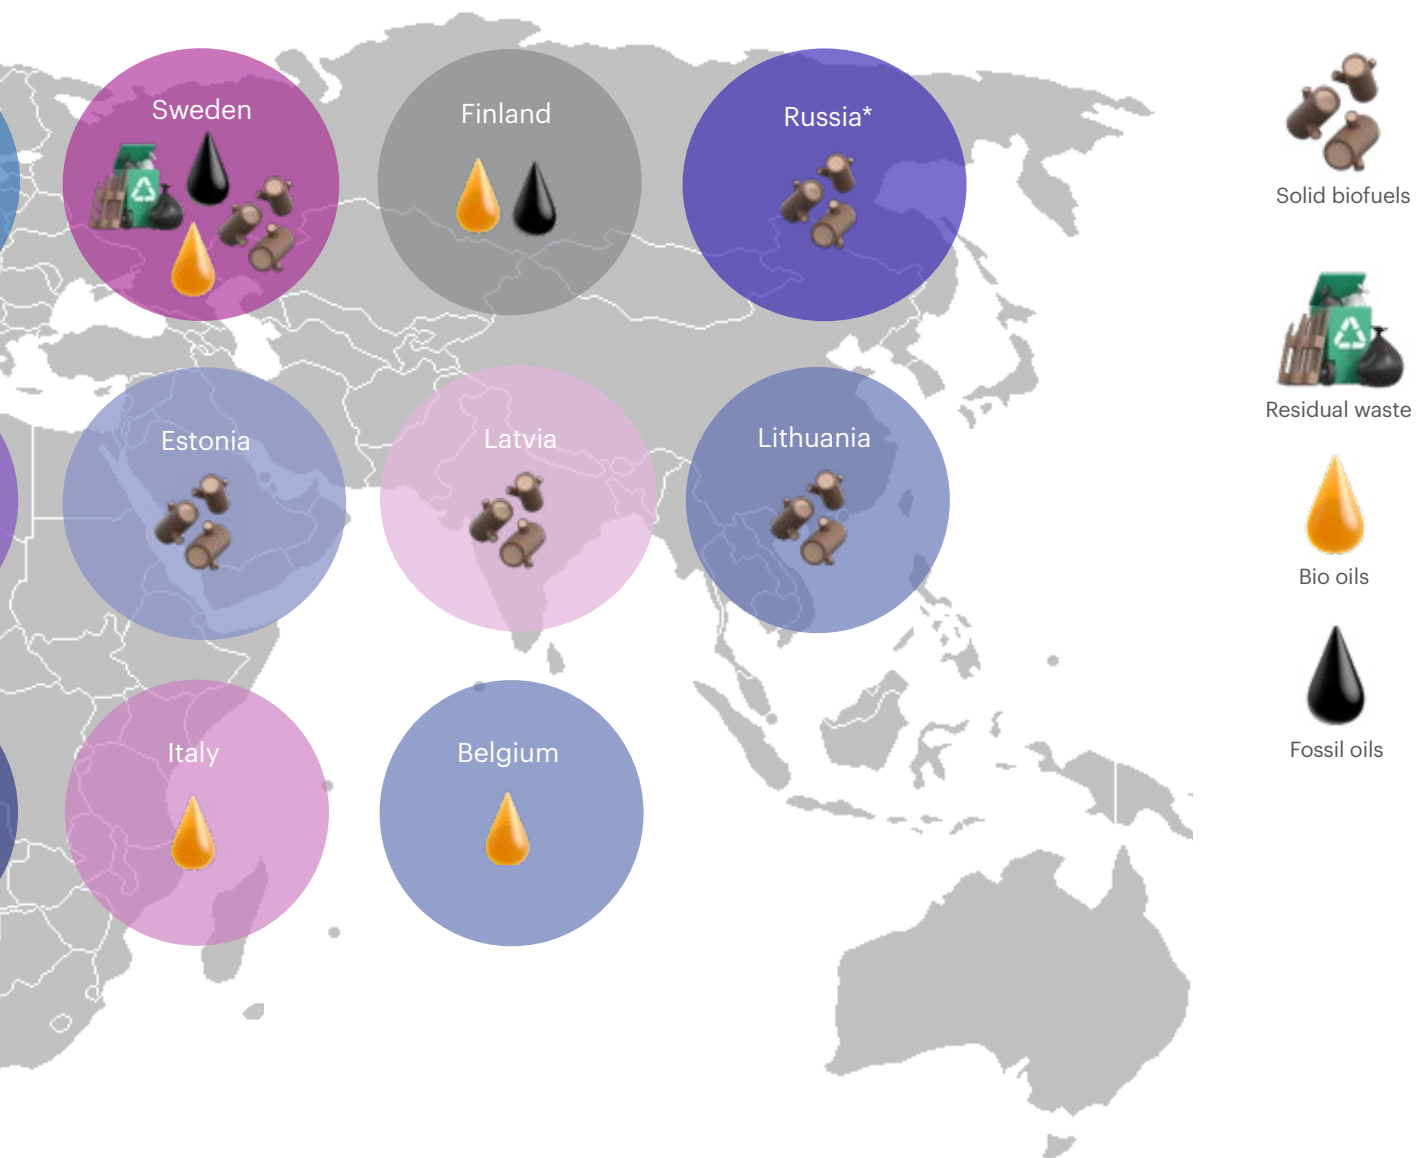 Sweden
Finland
Russia*
Solid biofuels
Residual waste
Estonia
Latvia
Lithuania
Bio oils
Fossil oils
Italy
Belgium